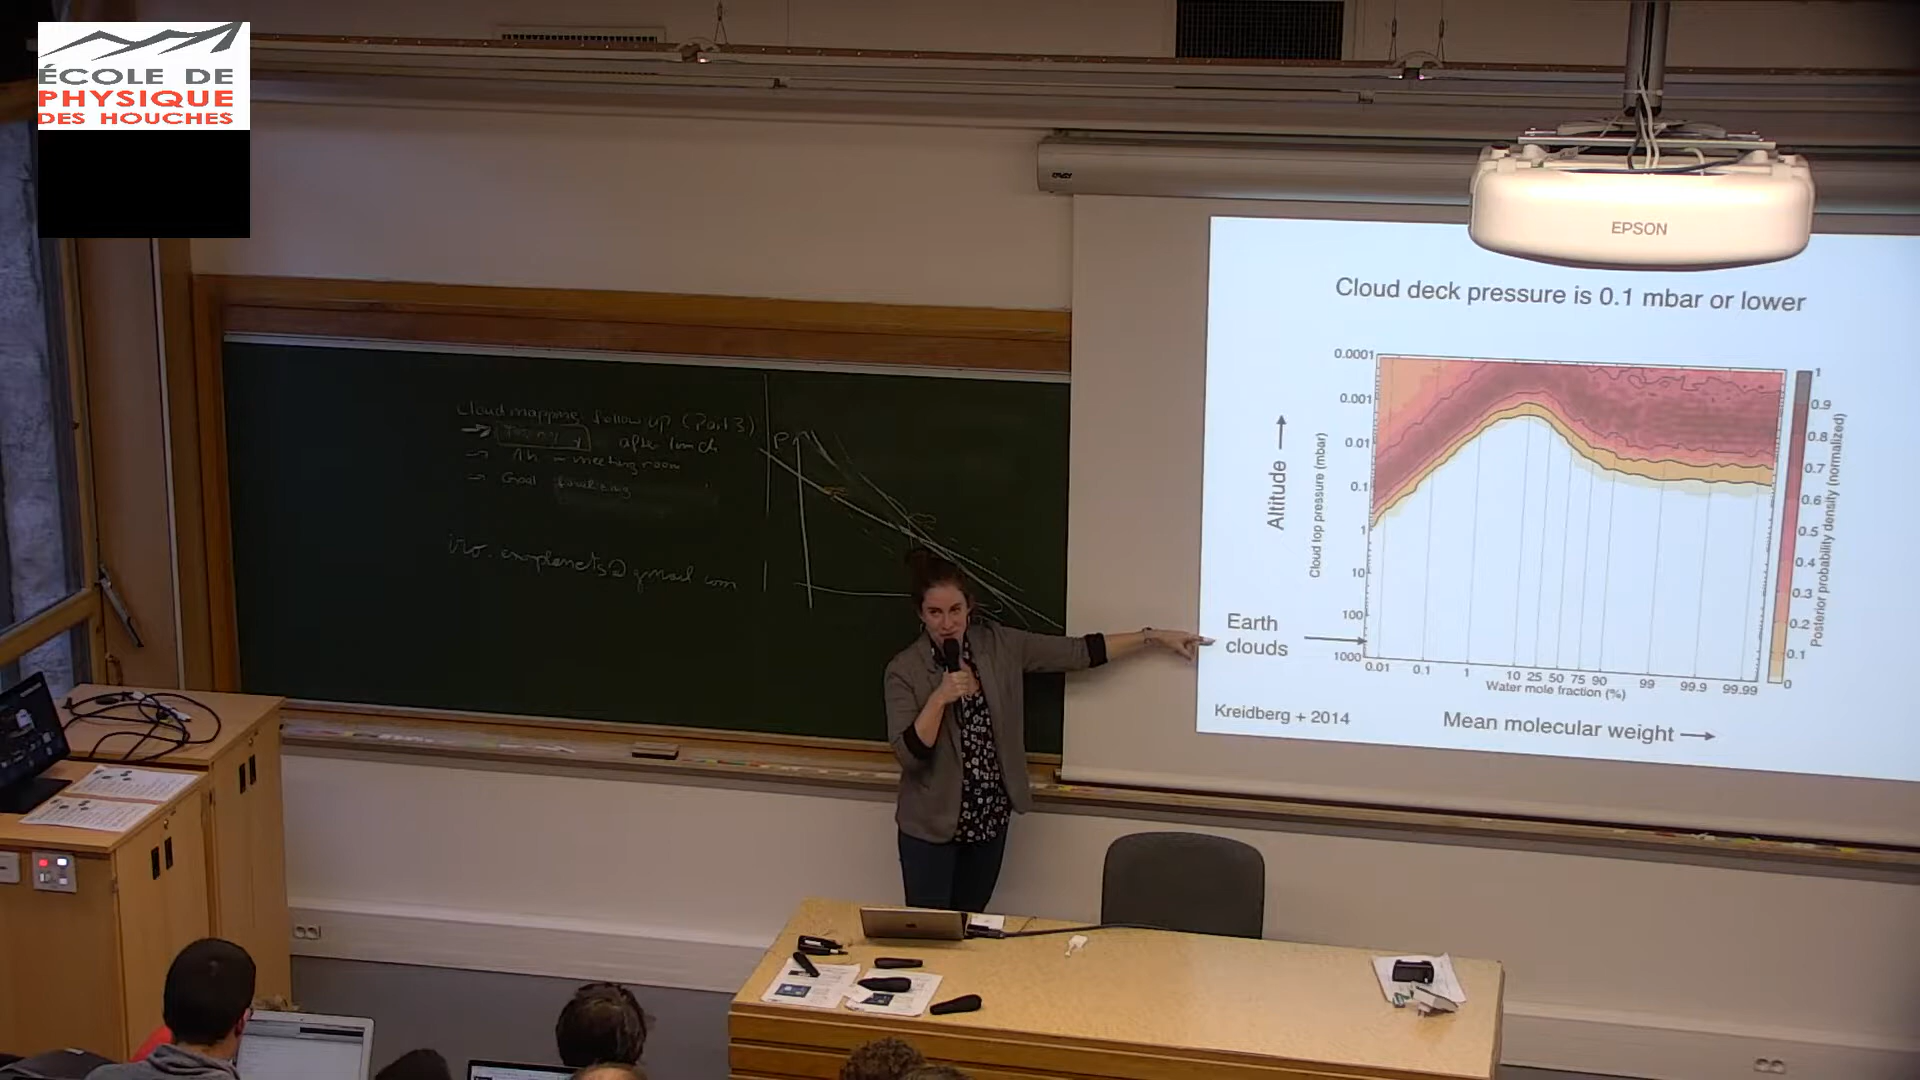 ÉCOLE DE
PHYSIQUE
DES HOUCHES
EPSON
Cloud mapping follow up (Part 3)
after lunch
→ 1h - meeting room
→ Goal
exoplanets@gmail.com
P
Cloud deck pressure is 0.1 mbar or lower
0.0001
0.001
0.01
0.1
1
10
100
1000
Cloud top pressure (mbar)
Altitude →
Earth
clouds
0.01 0.1 1 10 25 50 75 90 99 99.9 99.99
Water mole fraction (%)
Mean molecular weight →
Kreidberg + 2014
1
0.9
0.8
0.7
0.6
0.5
0.4
0.3
0.2
0.1
0
Posterior probability density (normalized)